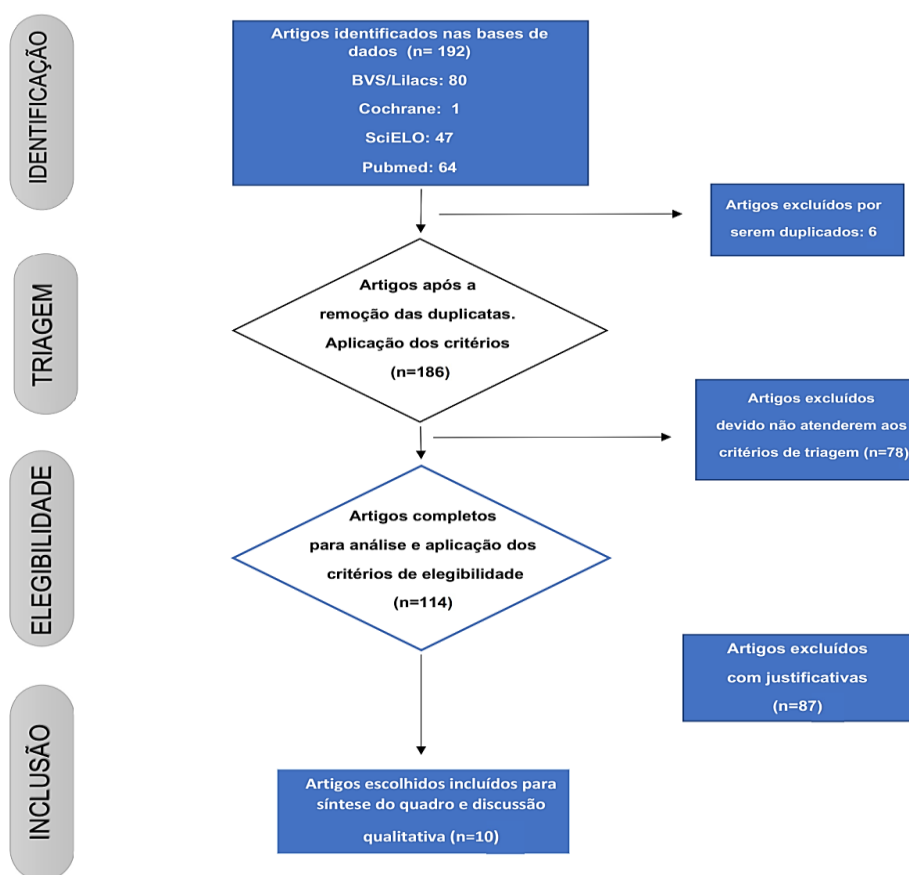 IDENTIFICAÇÃO
Artigos identificados nas bases de
dados (n= 192)
BVS/Lilacs: 80
Cochrane: 1
SciELO: 47
Pubmed: 64
Artigos excluídos por
serem duplicados: 6
TRIAGEM
Artigos após a
remoção das duplicatas.
Aplicação dos critérios
(n=186)
Artigos excluídos
devido não atenderem aos
critérios de triagem (n=78)
ELEGIBILIDADE
Artigos completos
para análise e aplicação dos
critérios de elegibilidade
(n=114)
Artigos excluídos
com justificativas
(n=87)
INCLUSÃO
Artigos escolhidos incluídos para
síntese do quadro e discussão
qualitativa (n=10)